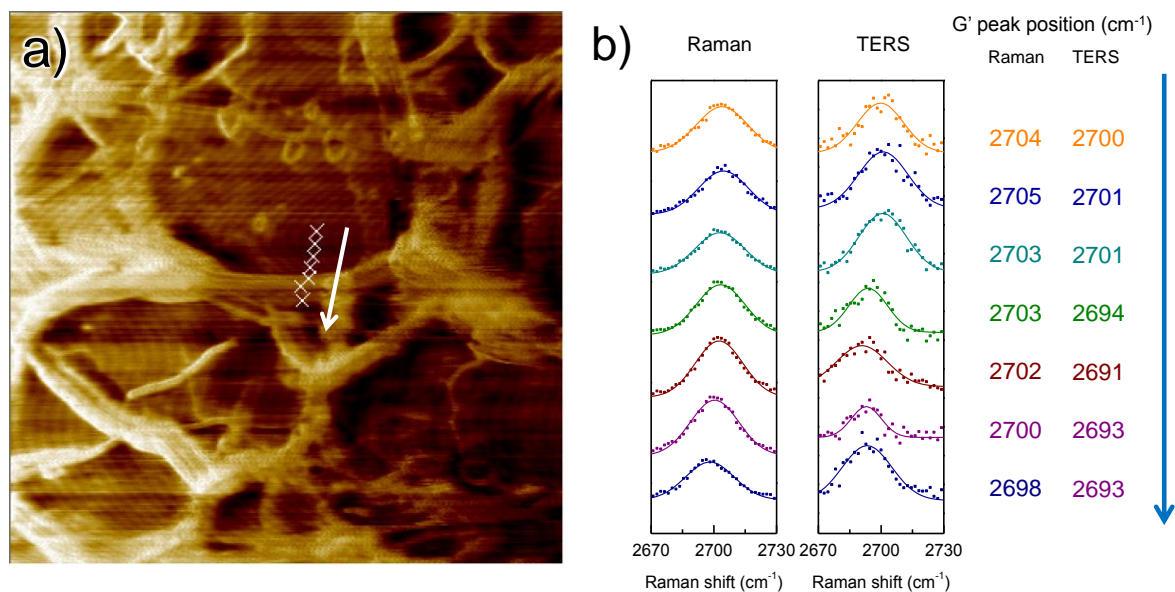 a)
b)
Raman
TERS
G’ peak position (cm-1)
Raman TERS
2704 2700
2705 2701
2703 2701
2703 2694
2702 2691
2700 2693
2698 2693
2670 2700 2730
2670 2700 2730
Raman shift (cm-1)
Raman shift (cm-1)